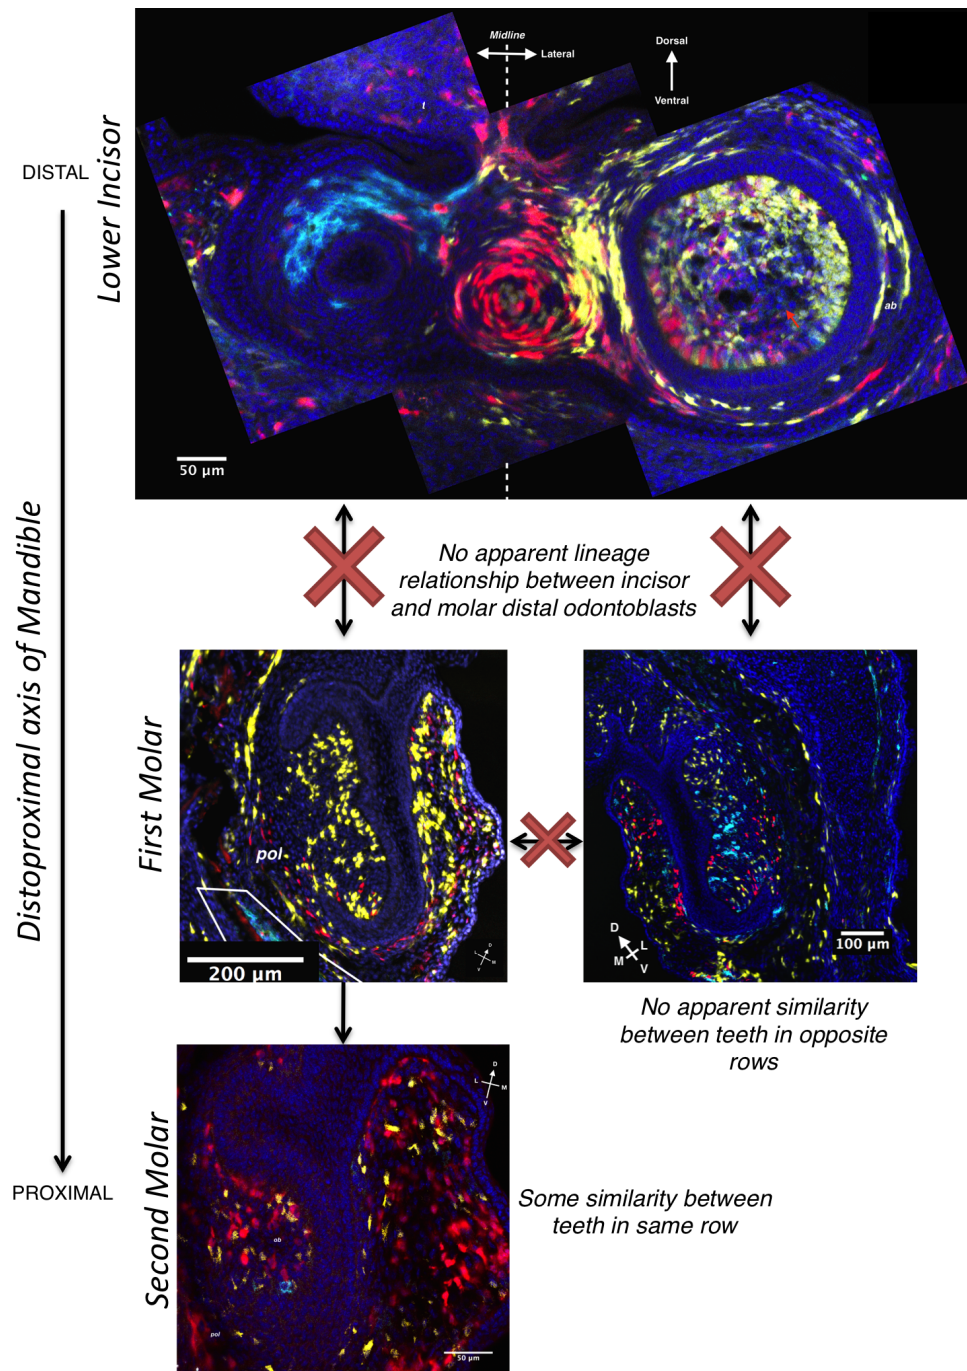 Midline
Lateral
Dorsal
Ventral
t
ab
50 µm
DISTAL
Lower Incisor
Distoproximal axis of Mandible
No apparent lineage
relationship between incisor
and molar distal odontoblasts
First Molar
pol
200 µm
D
L
M
V
D
L
M
V
100 µm
No apparent similarity
between teeth in opposite
rows
Second Molar
D
L
M
V
ob
pol
50 µm
PROXIMAL
Some similarity between
teeth in same row